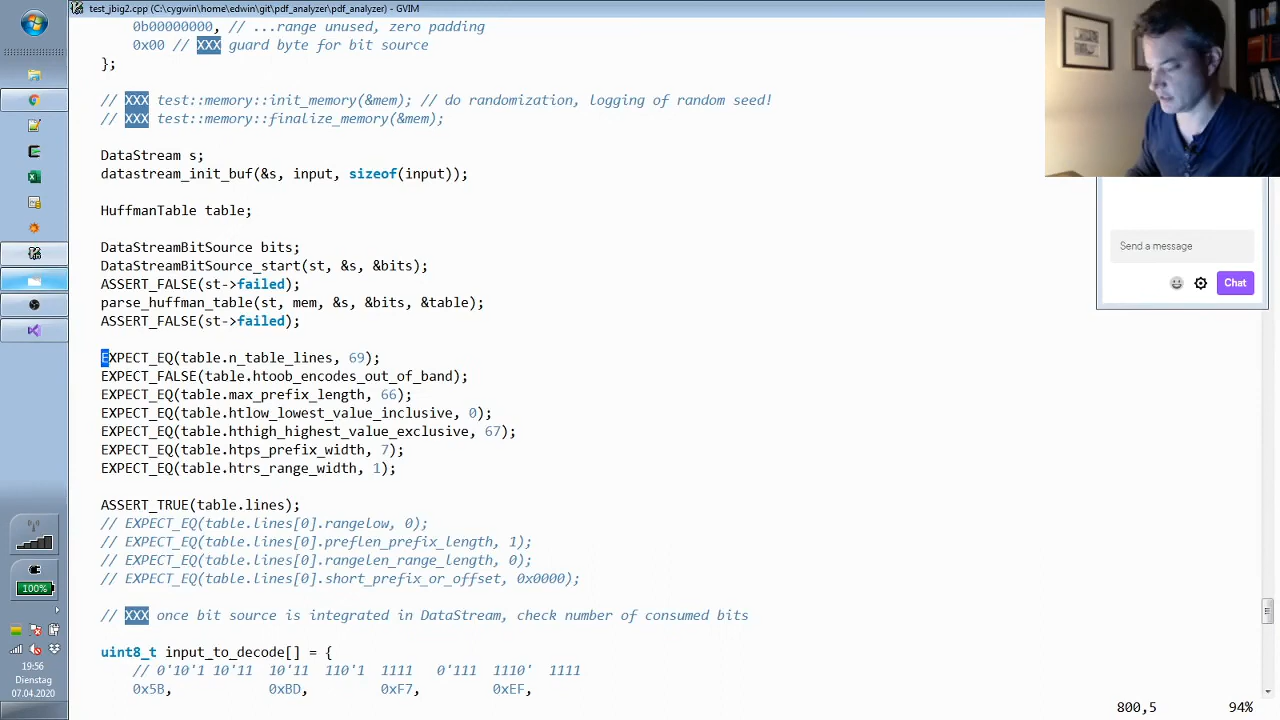 test_jbig2.cpp (C:\cygwin\home\edwin\git\pdf_analyzer\pdf_analyzer) - GVIM
0b00000000, // ...range unused, zero padding
0x00 // XXX guard byte for bit source
};
// XXX test::memory::init_memory(&mem); // do randomization, logging of random seed!
// XXX test::memory::finalize_memory(&mem);
DataStream s;
datastream_init_buf(&s, input, sizeof(input));
HuffmanTable table;
DataStreamBitSource bits;
DataStreamBitSource_start(st, &s, &bits);
ASSERT_FALSE(st->failed);
parse_huffman_table(st, mem, &s, &bits, &table);
ASSERT_FALSE(st->failed);
EXPECT_EQ(table.n_table_lines, 69);
EXPECT_FALSE(table.htoob_encodes_out_of_band);
EXPECT_EQ(table.max_prefix_length, 66);
EXPECT_EQ(table.htlow_lowest_value_inclusive, 0);
EXPECT_EQ(table.hthigh_highest_value_exclusive, 67);
EXPECT_EQ(table.htps_prefix_width, 7);
EXPECT_EQ(table.htrs_range_width, 1);
ASSERT_TRUE(table.lines);
// EXPECT_EQ(table.lines[0].rangelow, 0);
// EXPECT_EQ(table.lines[0].preflen_prefix_length, 1);
// EXPECT_EQ(table.lines[0].rangelen_range_length, 0);
// EXPECT_EQ(table.lines[0].short_prefix_or_offset, 0x0000);
// XXX once bit source is integrated in DataStream, check number of consumed bits
uint8_t input_to_decode[] = {
// 0'10'1 10'11 10'11 110'1 1111 0'111 1110' 1111
0x5B, 0xBD, 0xF7, 0xEF,
800,5 94%
Send a message
Chat
100%
19:56
Dienstag
07.04.2020